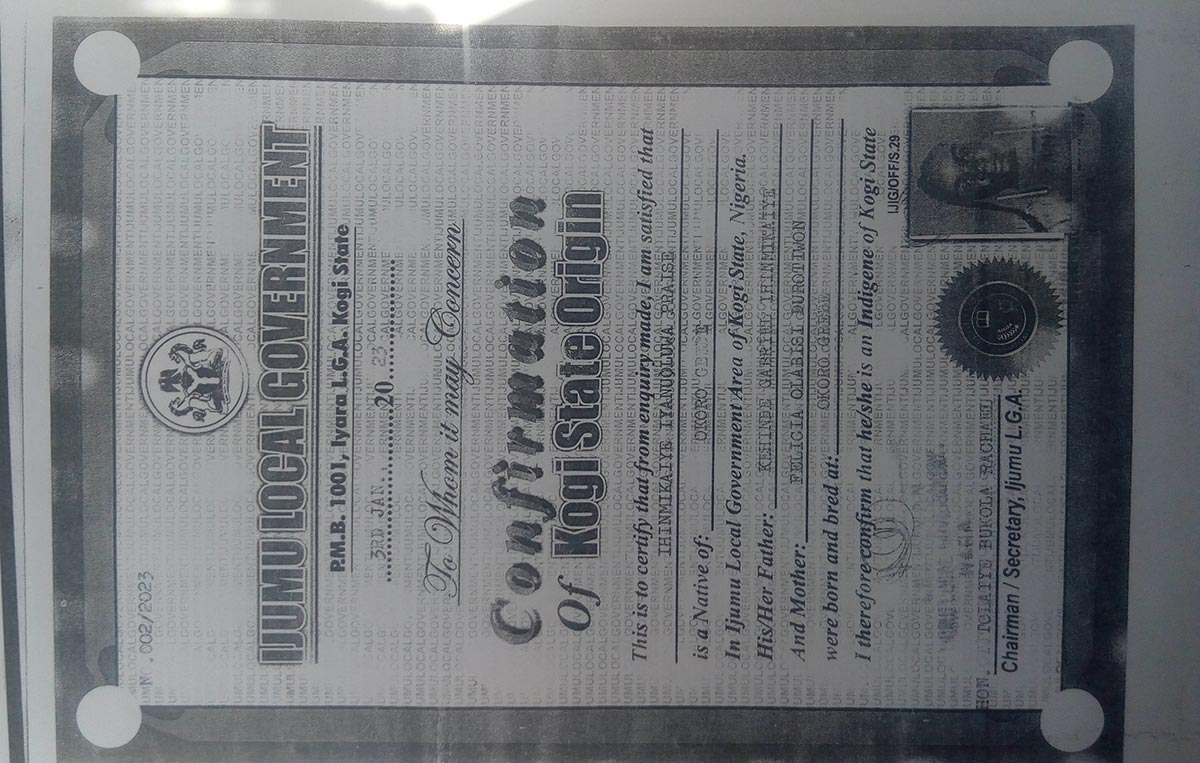 N .002/2023
IJUMU LOCAL GOVERNMENT
P.M.B. 1001, Iyara L.G.A. Kogi State
3RD JAN 20 23
To Whom it may Concern
Confirmation
Of Kogi State Origin
This is to certify that from enquiry made, I am satisfied that
IHINMIKAIYE IYANUOLUWA PRAISE
is a Native of: OKORO
In Ijumu Local Government Area of Kogi State, Nigeria.
His/Her Father: KEHINDE GABRIEL IHINMIKAIYE
And Mother: FELICIA OLABISI DUROTIMON
were born and bred at: OKORO GBEDE
I therefore confirm that he/she is an Indigene of Kogi State
IJIG/OFF/S.29
HON. TOLAIYE BUKOLA RACHAEL
Chairman / Secretary, Ijumu L.G.A.